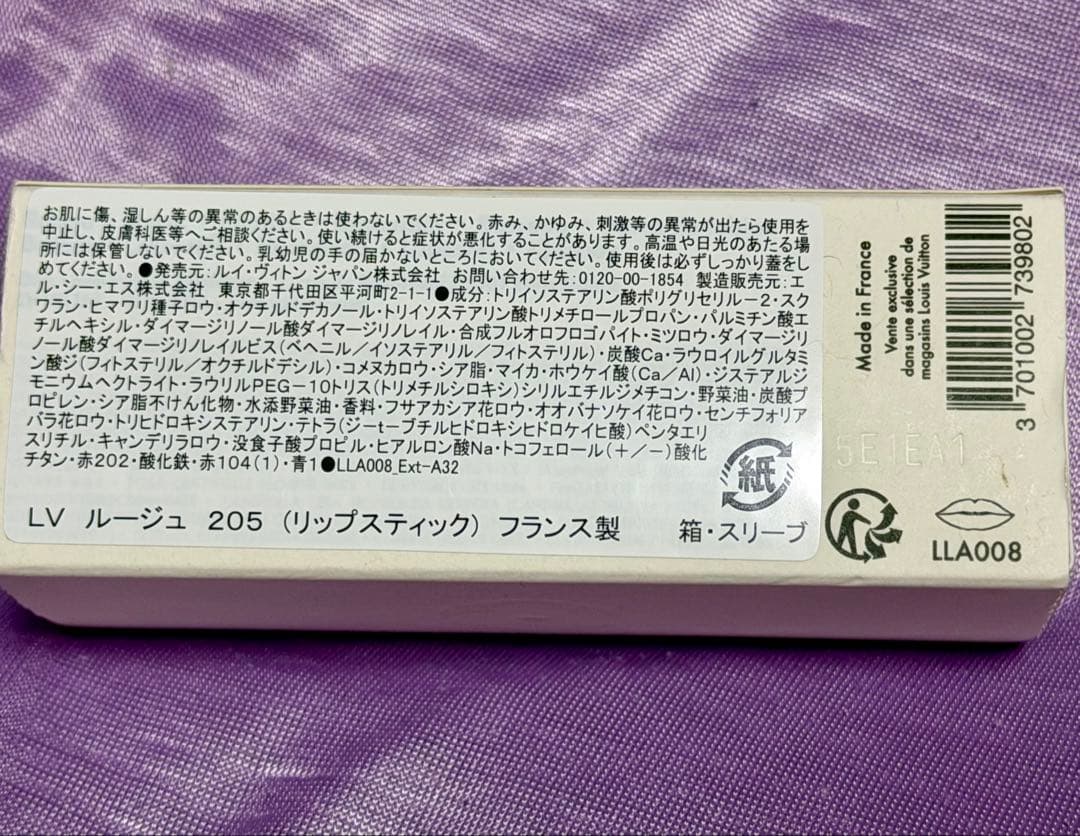 お肌に傷、湿しん等の異常のあるときは使わないでください。赤み、かゆみ、刺激等の異常が出たら使用を
中止し、皮膚科医等へご相談ください。使い続けると症状が悪化することがあります。高温や日光のあたる場
所には保管しないでください。乳幼児の手の届かないところにおいてください。使用後は必ずしっかり蓋をし
めてください。●発売元:ルイ・ヴィトン ジャパン株式会社 お問い合わせ先:0120-00-1854 製造販売元:エ
ル・シー・エス株式会社 東京都千代田区平河町2-1-1●成分:トリイソステアリン酸ポリグリセリル-2・スク
ワラン・ヒマワリ種子ロウ・オクチルドデカノール・トリイソステアリン酸トリメチロールプロパン・パルミチン酸エ
チルヘキシル・ダイマージリノール酸ダイマージリノレイル・合成フルオロフロゴパイト・ミツロウ・ダイマージリ
ノール酸ダイマージリノレイルビス(ベヘニル/イソステアリル/フィトステリル)・炭酸Ca・ラウロイルグルタミ
ン酸ジ(フィトステリル/オクチルドデシル)・コメヌカロウ・シア脂・マイカ・ホウケイ酸(Ca/Al)・ジステアルジ
モニウムヘクトライト・ラウリルPEG-10トリス(トリメチルシロキシ)シリルエチルジメチコン・野菜油・炭酸プ
ロピレン・シア脂不けん化物・水添野菜油・香料・フサアカシア花ロウ・オオバナソケイ花ロウ・センチフォリア
バラ花ロウ・トリヒドロキシステアリン・テトラ(ジーt-ブチルヒドロキシヒドロケイヒ酸)ペンタエリ
スリチル・キャンデリラロウ・没食子酸プロピル・ヒアルロン酸Na・トコフェロール(+/-)酸化
チタン・赤202・酸化鉄・赤104(1)・青1●LLA008_Ext-A32
LV ルージュ 205 (リップスティック) フランス製
紙
箱・スリーブ
Made in France
Vente exclusive
dans une sélection de
magasins Louis Vuitton
3 701002 739802
LLA008